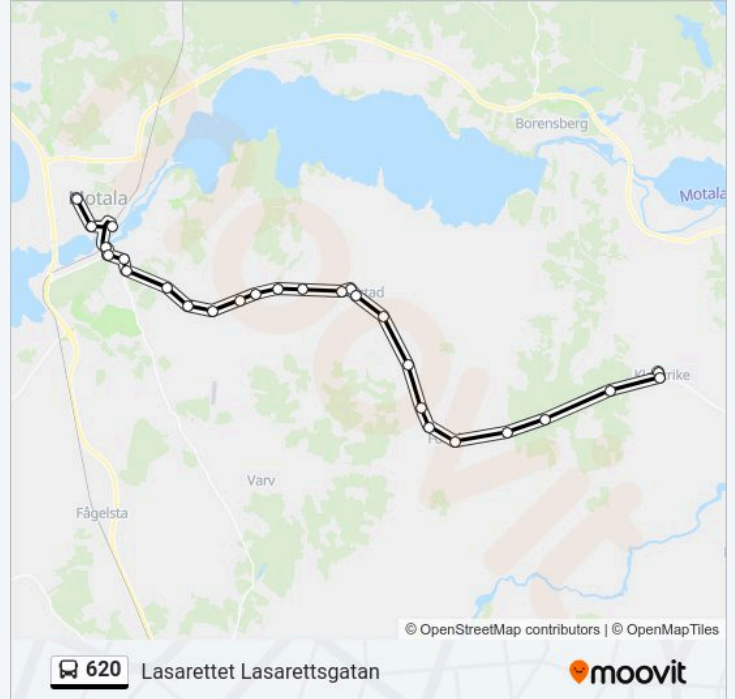 Borensberg
Motala
Motala
Varv
Fågelsta
© OpenStreetMap contributors | © OpenMapTiles
620 Lasarettet Lasarettsgatan
moovit